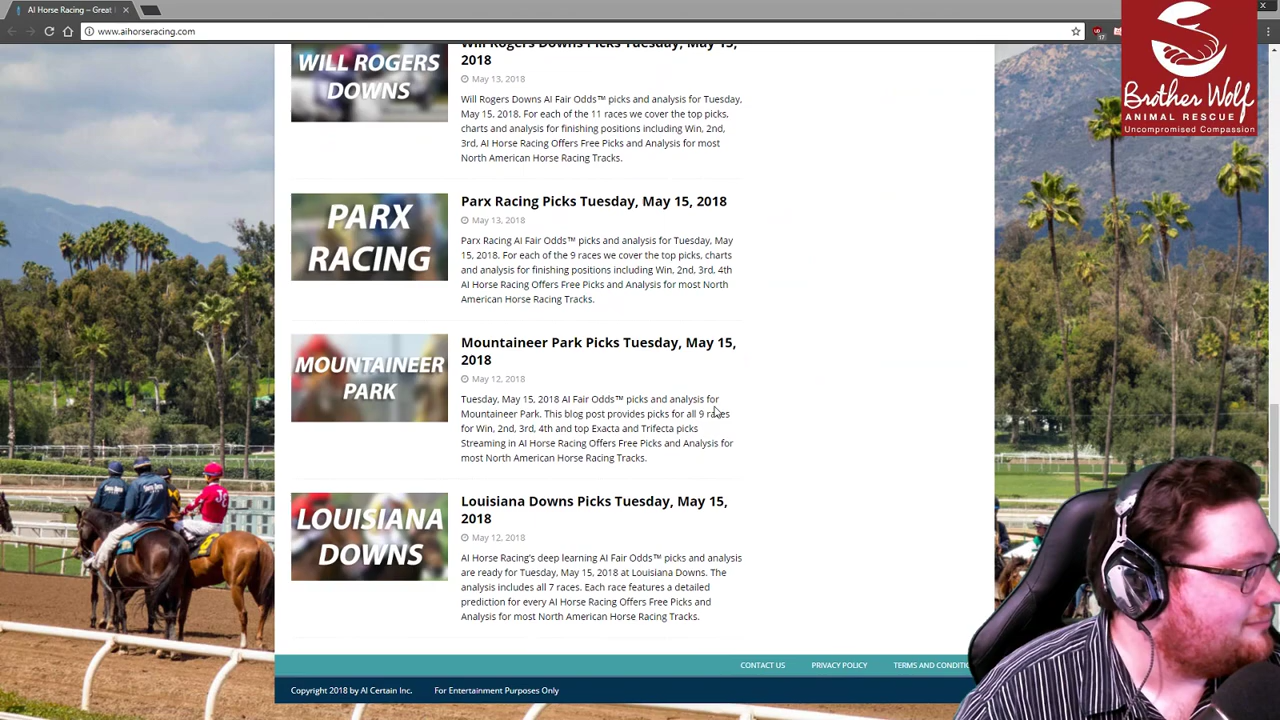 AI Horse Racing – Great
www.aihorseracing.com
Brother Wolf
ANIMAL RESCUE
Uncompromised Compassion
WILL ROGERS
DOWNS
Will Rogers Downs Picks Tuesday, May 15,
2018
May 13, 2018
Will Rogers Downs AI Fair Odds™ picks and analysis for Tuesday,
May 15, 2018. For each of the 11 races we cover the top picks,
charts and analysis for finishing positions including Win, 2nd,
3rd, AI Horse Racing Offers Free Picks and Analysis for most
North American Horse Racing Tracks.
PARX
RACING
Parx Racing Picks Tuesday, May 15, 2018
May 13, 2018
Parx Racing AI Fair Odds™ picks and analysis for Tuesday, May
15, 2018. For each of the 9 races we cover the top picks, charts
and analysis for finishing positions including Win, 2nd, 3rd, 4th
AI Horse Racing Offers Free Picks and Analysis for most North
American Horse Racing Tracks.
MOUNTAINEER
PARK
Mountaineer Park Picks Tuesday, May 15,
2018
May 12, 2018
Tuesday, May 15, 2018 AI Fair Odds™ picks and analysis for
Mountaineer Park. This blog post provides picks for all 9 races
for Win, 2nd, 3rd, 4th and top Exacta and Trifecta picks
Streaming in AI Horse Racing Offers Free Picks and Analysis for
most North American Horse Racing Tracks.
LOUISIANA
DOWNS
Louisiana Downs Picks Tuesday, May 15,
2018
May 12, 2018
AI Horse Racing's deep learning AI Fair Odds™ picks and analysis
are ready for Tuesday, May 15, 2018 at Louisiana Downs. The
analysis includes all 7 races. Each race features a detailed
prediction for every AI Horse Racing Offers Free Picks and
Analysis for most North American Horse Racing Tracks.
CONTACT US PRIVACY POLICY TERMS AND CONDITIO
Copyright 2018 by AI Certain Inc. For Entertainment Purposes Only